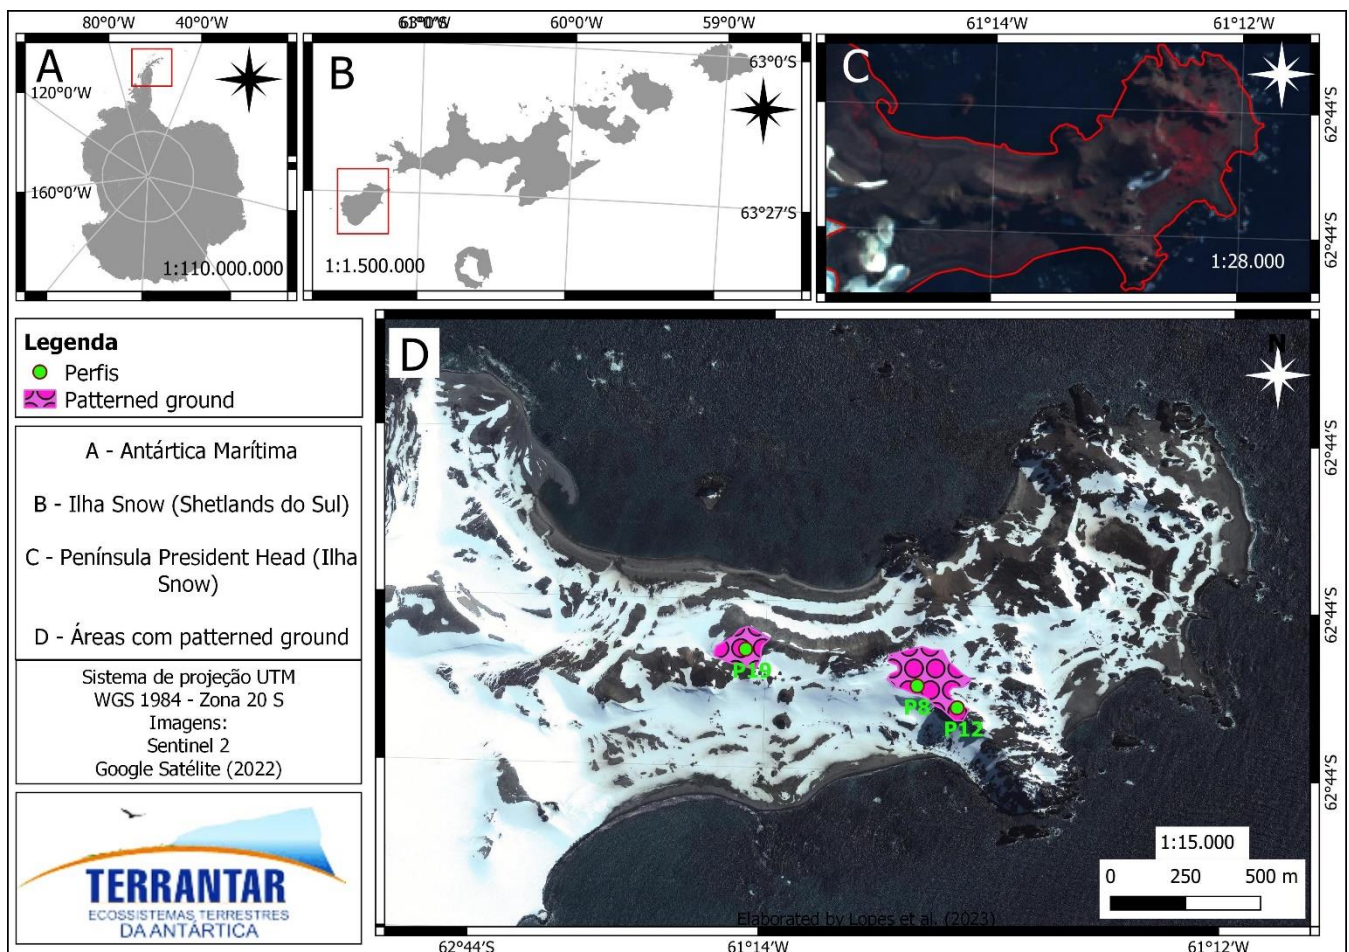 80°0'W 40°0'W
60°0'W
59°0'W
61°14'W
61°12'W
A
120°0'W
160°0'W
1:110.000.000
B
63°0'S
63°27'S
1:1.500.000
C
62°44'S
62°44'S
1:28.000
Legenda
Perfis
Patterned ground
A - Antártica Marítima
B - Ilha Snow (Shetlands do Sul)
C - Península President Head (Ilha
Snow)
D - Áreas com patterned ground
Sistema de projeção UTM
WGS 1984 - Zona 20 S
Imagens:
Sentinel 2
Google Satélite (2022)
TERRANTAR
ECOSSISTEMAS TERRESTRES
DA ANTÁRTICA
D
N
P19
P8
P12
62°44'S
62°44'S
62°44'S
1:15.000
0 250 500 m
Elaborated by Lopes et al. (2023)
62°44'S
61°14'W
61°12'W